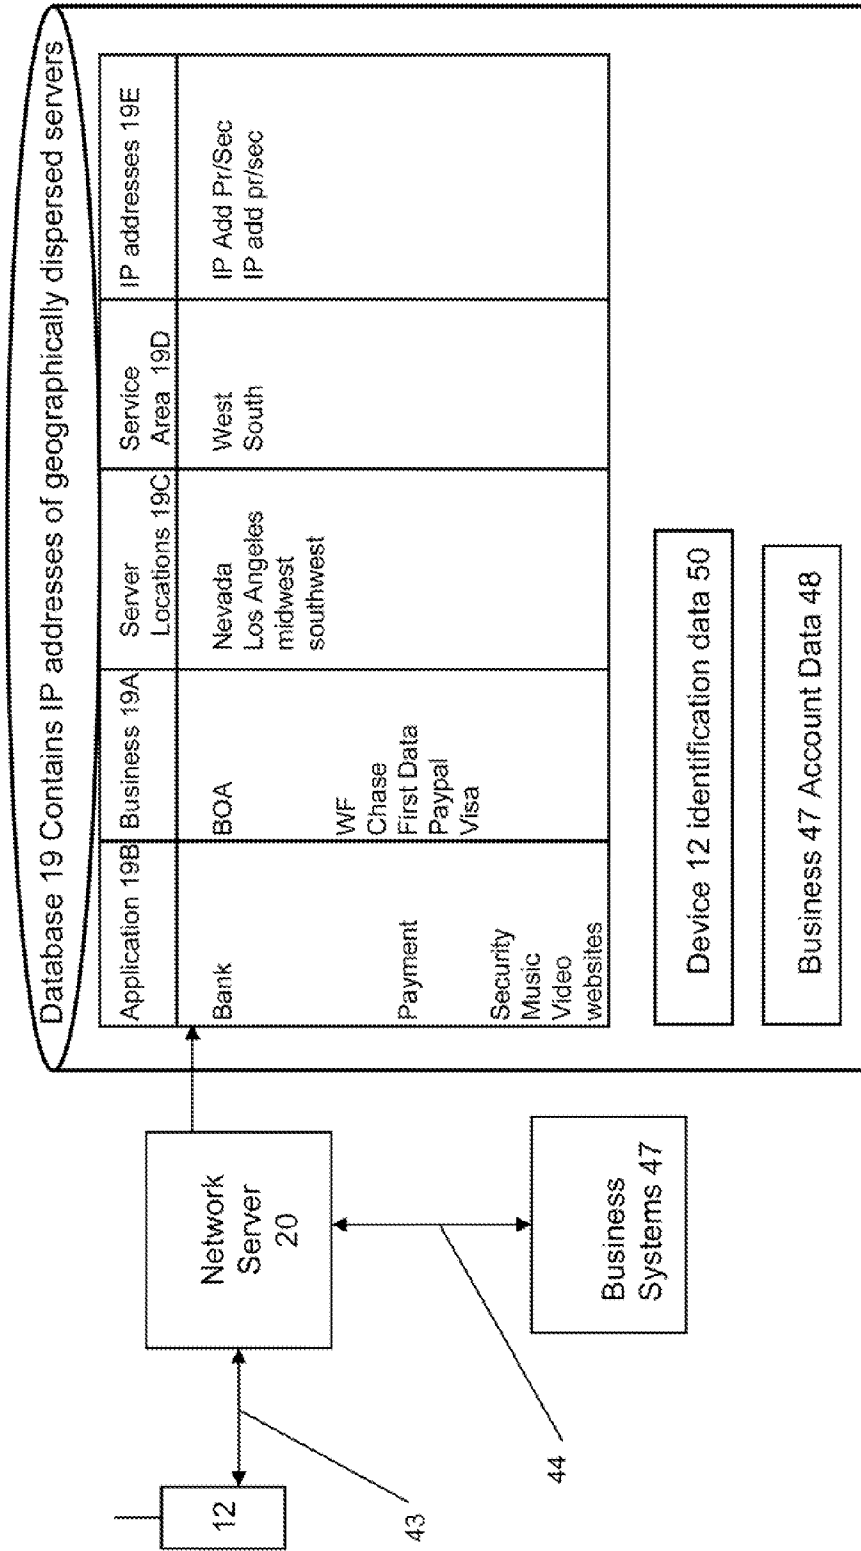 Database 19 Contains IP addresses of geographically dispersed servers
Application 19B
Business 19A
Server
Locations 19C
Service
Area 19D
IP addresses 19E
Bank
Payment
Security
Music
Video
websites
BOA
WF
Chase
First Data
Paypal
Visa
Nevada
Los Angeles
midwest
southwest
West
South
IP Add Pr/Sec
IP add pr/sec
Device 12 identification data 50
Business 47 Account Data 48
12
43
Network
Server
20
44
Business
Systems 47